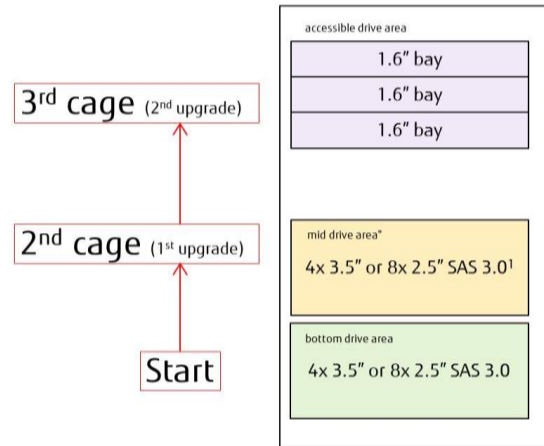 accessible drive area
1.6” bay
1.6” bay
1.6” bay
3rd cage (2nd upgrade)
2nd cage (1st upgrade)
mid drive area*
4x 3.5” or 8x 2.5” SAS 3.0¹
bottom drive area
4x 3.5” or 8x 2.5” SAS 3.0
Start